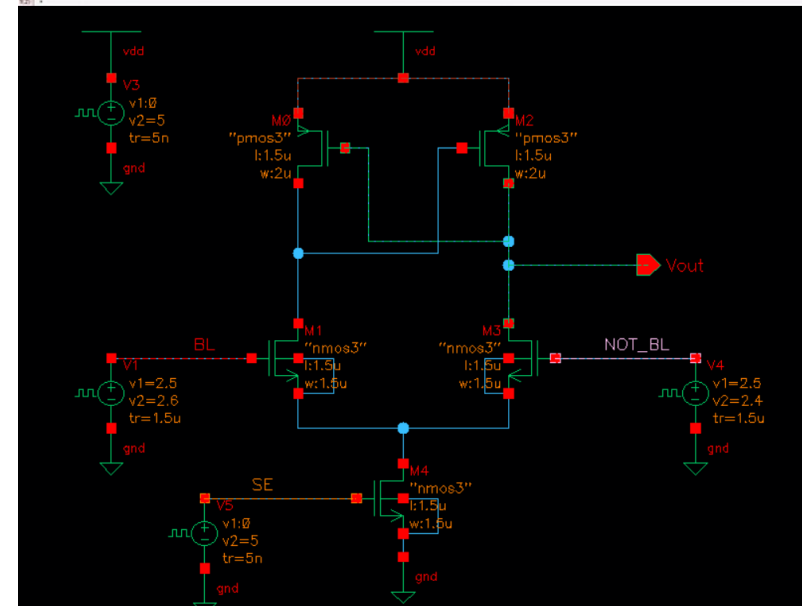 vdd
vdd
V3
v1:0
v2=5
tr=5n
gnd
M0
"pmos3"
l:1.5u
w:2u
M2
"pmos3"
l:1.5u
w:2u
Vout
BL
M1
"nmos3"
l:1.5u
w:1.5u
M3
"nmos3"
l:1.5u
w:1.5u
NOT_BL
V1
v1=2.5
v2=2.6
tr=1.5u
gnd
V4
v1=2.5
v2=2.4
tr=1.5u
gnd
SE
M4
"nmos3"
l:1.5u
w:1.5u
V5
v1:0
v2=5
tr=5n
gnd
gnd